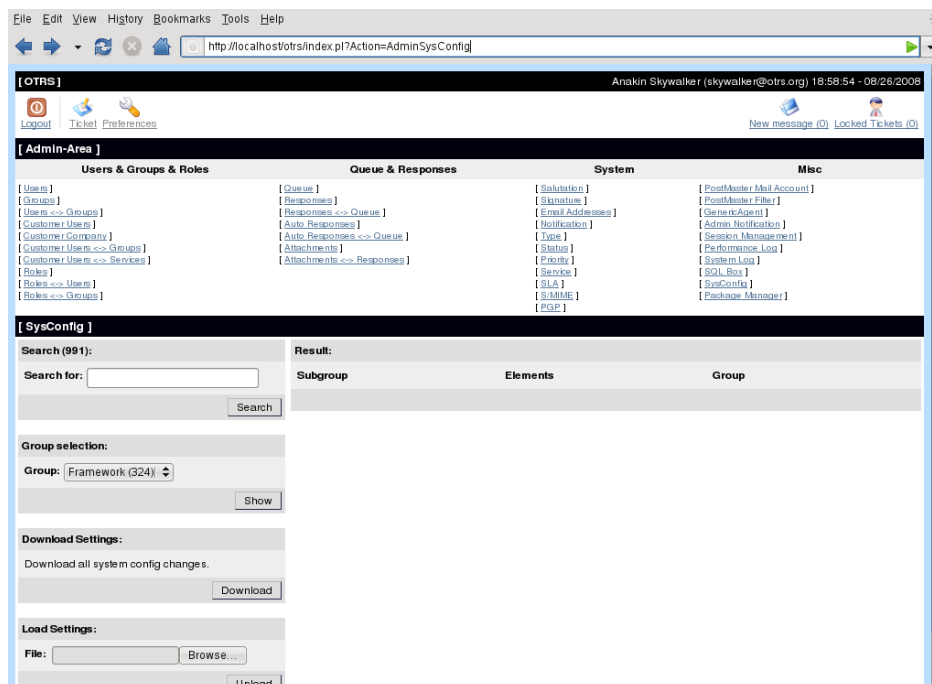 File Edit View History Bookmarks Tools Help
http://localhost/otrs/index.pl?Action=AdminSysConfig
[ OTRS ] Anakin Skywalker (skywalker@otrs.org) 18:58:54 - 08/26/2008
Logout Ticket Preferences New message (0) Locked Tickets (0)
[ Admin-Area ]
Users & Groups & Roles Queue & Responses System Misc
[ Users ] [ Queue ] [ Salutation ] [ PostMaster Mail Account ]
[ Groups ] [ Responses ] [ Signature ] [ PostMaster Filter ]
[ Users <-> Groups ] [ Responses <-> Queue ] [ Email Addresses ] [ GenericAgent ]
[ Customer Users ] [ Auto Responses ] [ Notification ] [ Admin Notification ]
[ Customer Company ] [ Auto Responses <-> Queue ] [ Type ] [ Session Management ]
[ Customer Users <-> Groups ] [ Attachments ] [ Status ] [ Performance Log ]
[ Customer Users <-> Services ] [ Attachments <-> Responses ] [ Priority ] [ System Log ]
[ Roles ] [ Service ] [ SQL Box ]
[ Roles <-> Users ] [ SLA ] [ SysConfig ]
[ Roles <-> Groups ] [ S/MIME ] [ Package Manager ]
[ PGP ]
[ SysConfig ]
Search (991): Result:
Search for: Subgroup Elements Group
Search
Group selection:
Group: Framework (324)
Show
Download Settings:
Download all system config changes.
Download
Load Settings:
File: Browse...
Upload